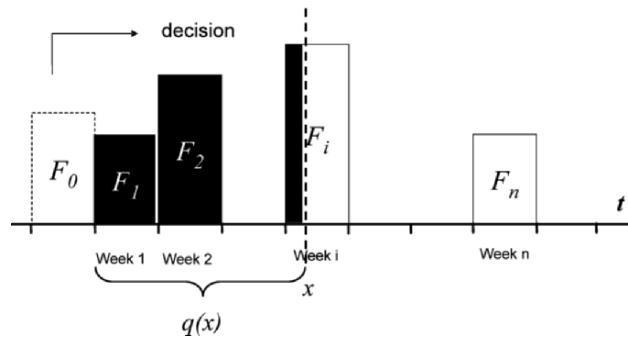 decision
F0 F1 F2 Fi Fn
t
Week 1 Week 2 Week i Week n
x
q(x)